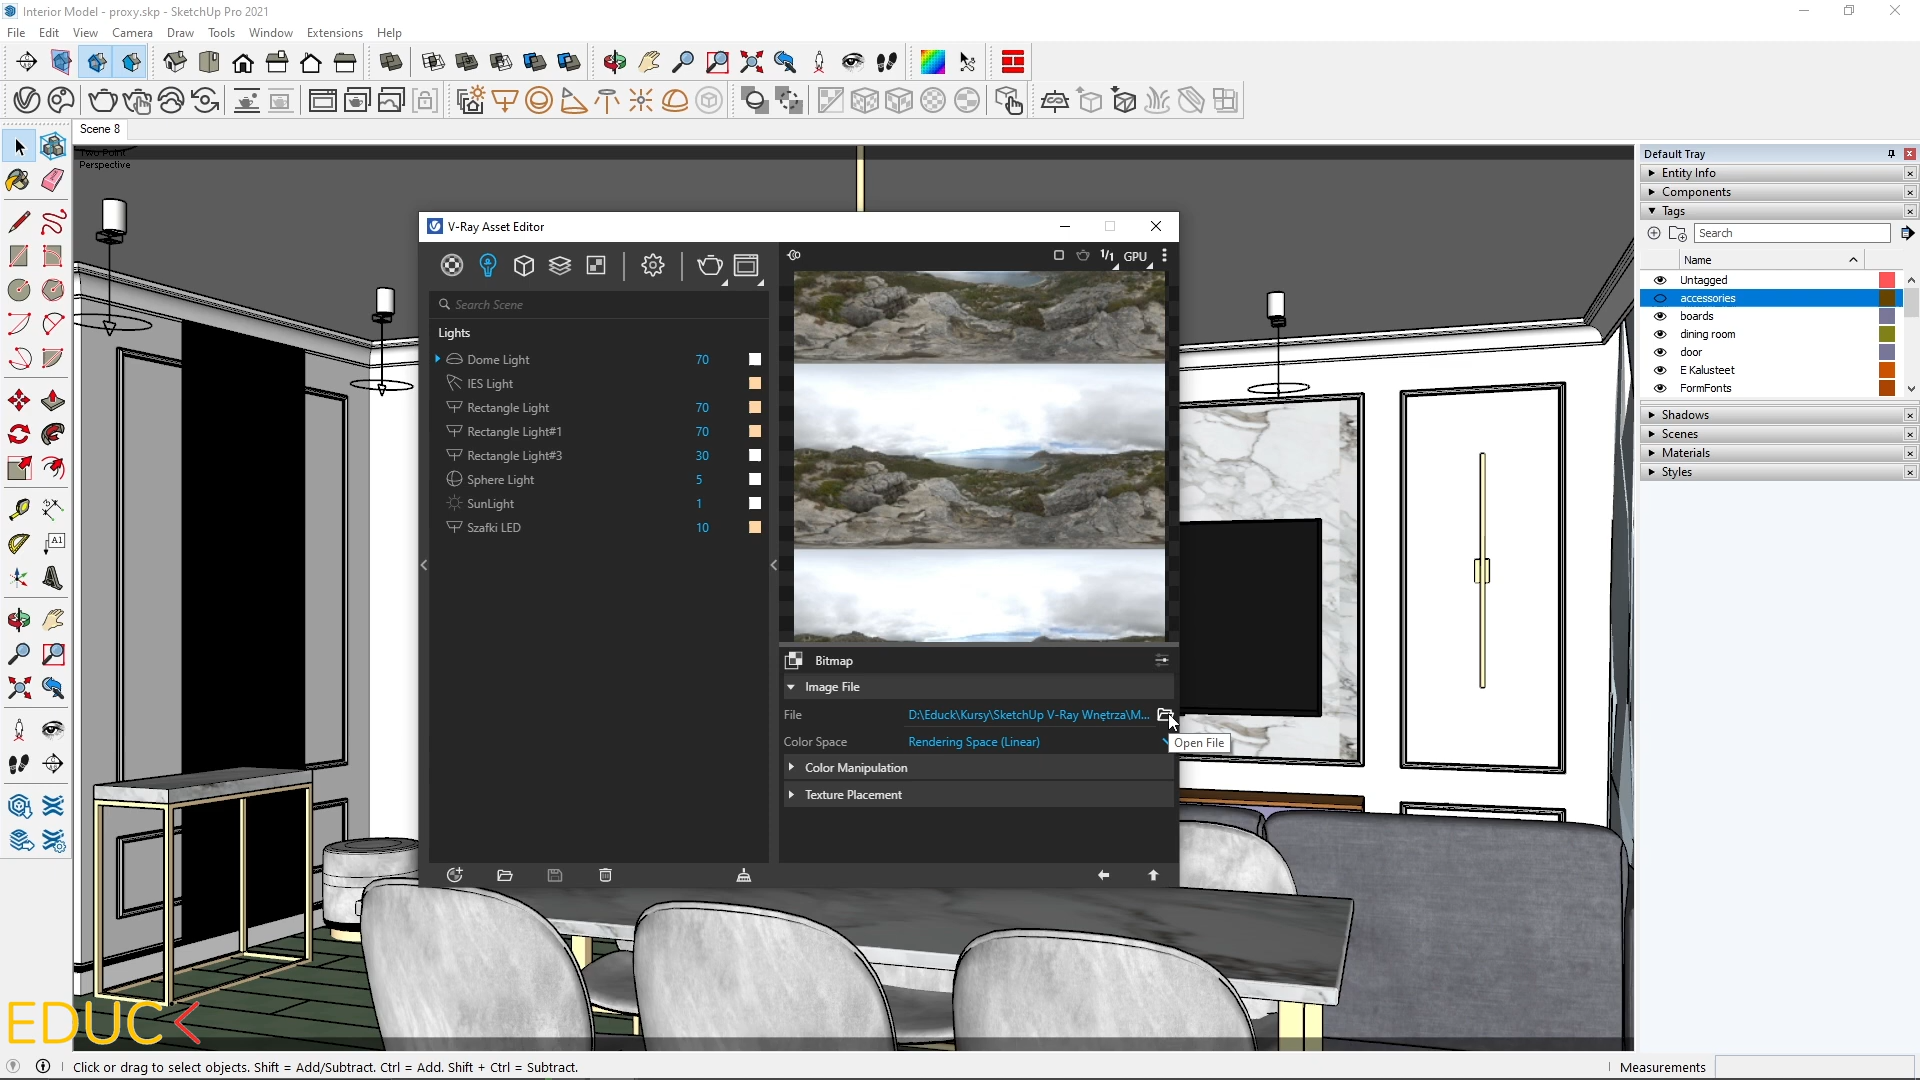 Interior Model - proxy.skp - SketchUp Pro 2021
File Edit View Camera Draw Tools Window Extensions Help
Scene 8
Two Point
Perspective
V-Ray Asset Editor
1/1 GPU
Search Scene
Lights
Dome Light 70
IES Light
Rectangle Light 70
Rectangle Light#1 70
Rectangle Light#3 30
Sphere Light 5
SunLight 1
Szafki LED 10
Bitmap
Image File
File D:\Educk\Kursy\SketchUp V-Ray Wnętrza\M...
Color Space Rendering Space (Linear)
Open File
Color Manipulation
Texture Placement
Default Tray
Entity Info
Components
Tags
Search
Name
Untagged
accessories
boards
dining room
door
E Kalusteet
FormFonts
Shadows
Scenes
Materials
Styles
A1
EDUC<
Click or drag to select objects. Shift = Add/Subtract. Ctrl = Add. Shift + Ctrl = Subtract.
Measurements